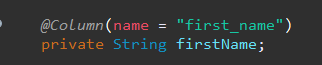 @Column(name = "first_name")
private String firstName;